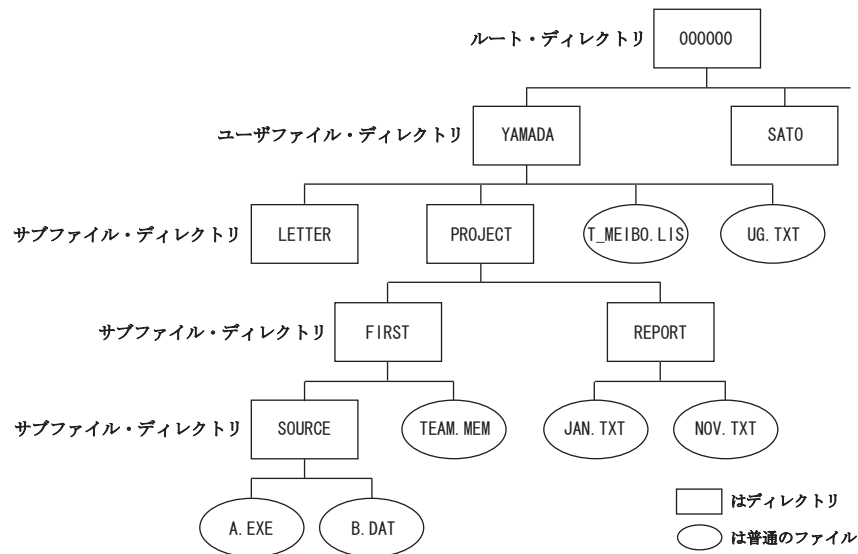 ルート・ディレクトリ 000000
ユーザファイル・ディレクトリ YAMADA SATO
サブファイル・ディレクトリ LETTER PROJECT T_MEIBO.LIS UG.TXT
サブファイル・ディレクトリ FIRST REPORT
サブファイル・ディレクトリ SOURCE TEAM.MEM JAN.TXT NOV.TXT
はディレクトリ
A.EXE B.DAT は普通のファイル